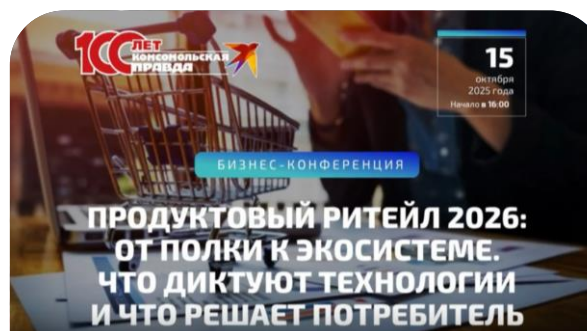 100 ЛЕТ
КОМСОМОЛЬСКАЯ
ПРАВДА
15
октября
2025 года
Начало в 16:00
БИЗНЕС-КОНФЕРЕНЦИЯ
ПРОДУКТОВЫЙ РИТЕЙЛ 2026:
ОТ ПОЛКИ К ЭКОСИСТЕМЕ.
ЧТО ДИКТУЮТ ТЕХНОЛОГИИ
И ЧТО РЕШАЕТ ПОТРЕБИТЕЛЬ